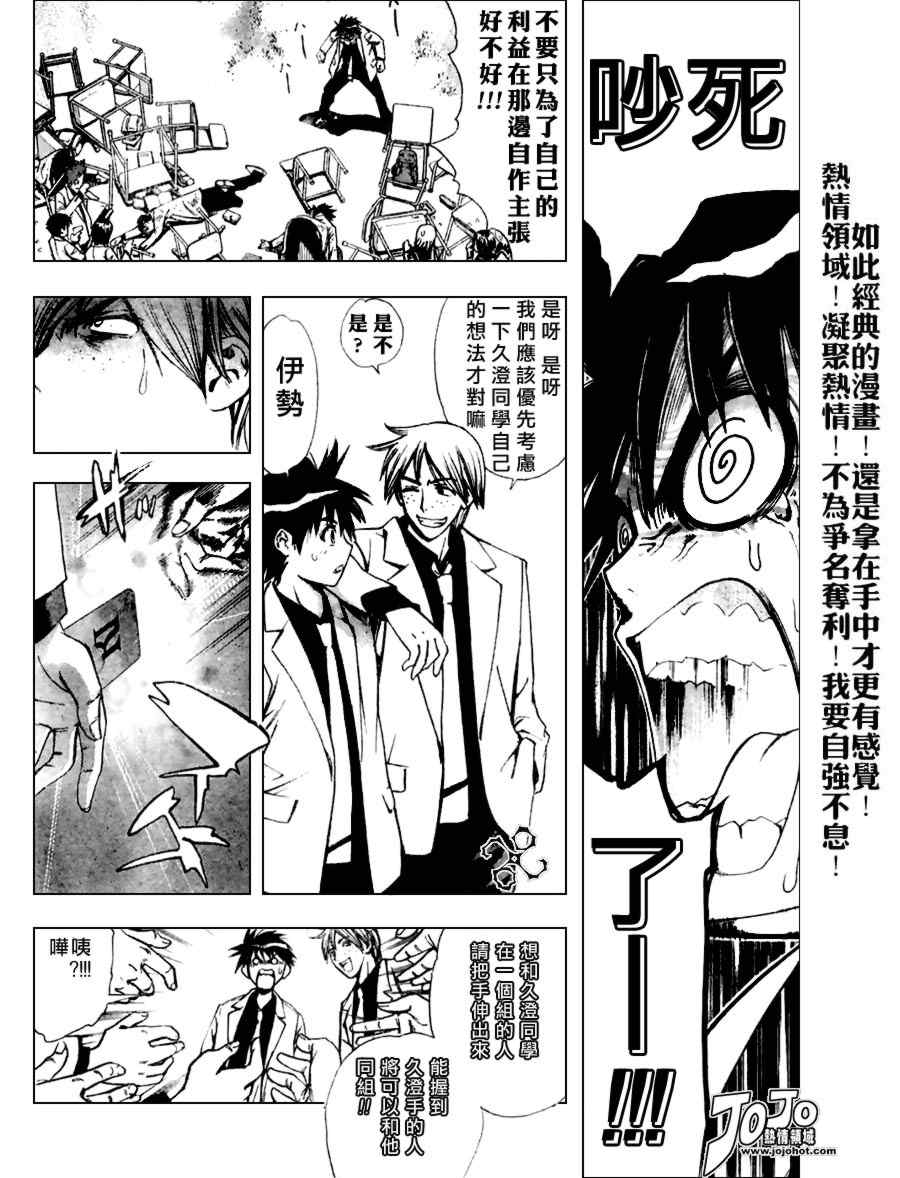 如此經典的漫畫！還是拿在手中才更有感覺！
熱情領域！凝聚熱情！不為爭名奪利！我要自強不息！
吵死
了ー!!!
不要只為了自己的
利益在那邊自作主張
好不好!!!
是呀 是呀
我們應該優先考慮
一下久澄同學自己
的想法才對嘛
是不
是?
伊勢
想和久澄同學
在一個組的人
請把手伸出來
能握到
久澄手的人
將可以和他
同組!!
咦
嘩?!!!
JOJO
熱情領域
www.jojohot.com